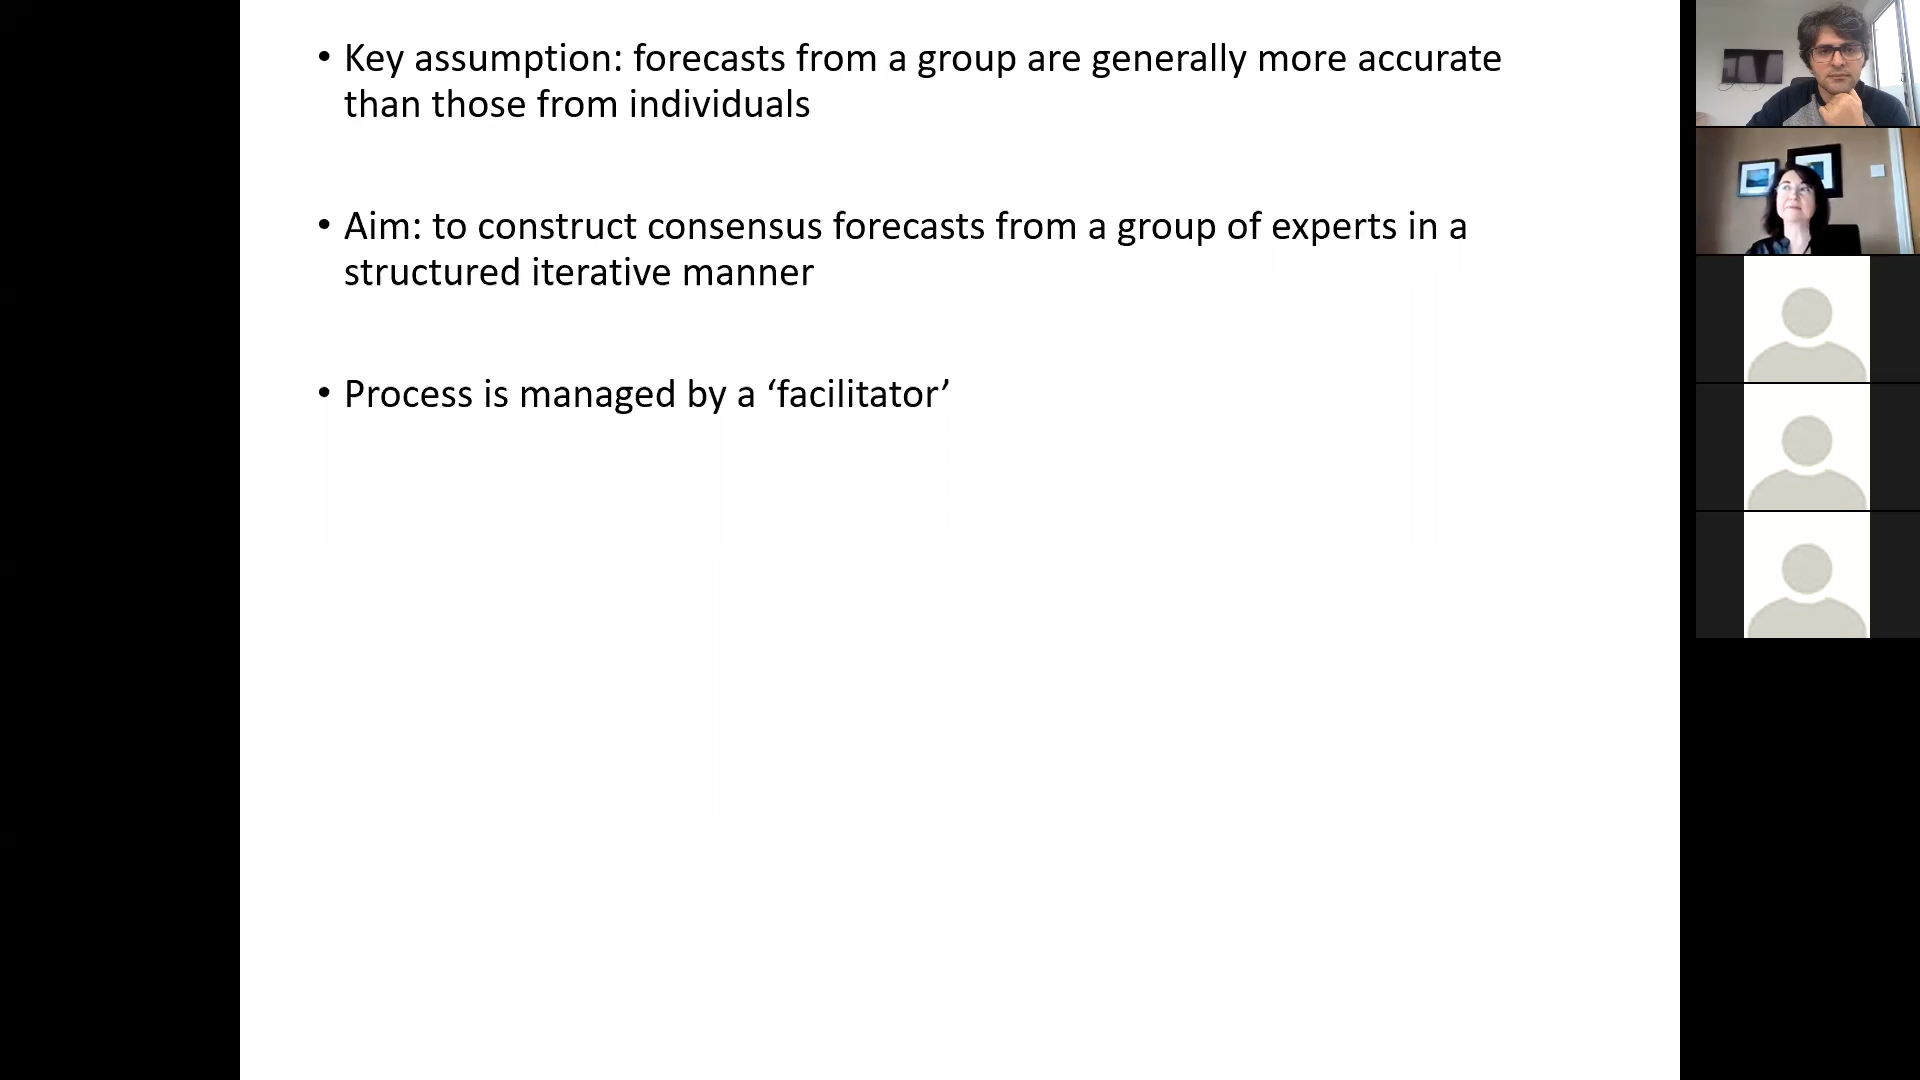 • Key assumption: forecasts from a group are generally more accurate
than those from individuals
• Aim: to construct consensus forecasts from a group of experts in a
structured iterative manner
• Process is managed by a ‘facilitator’